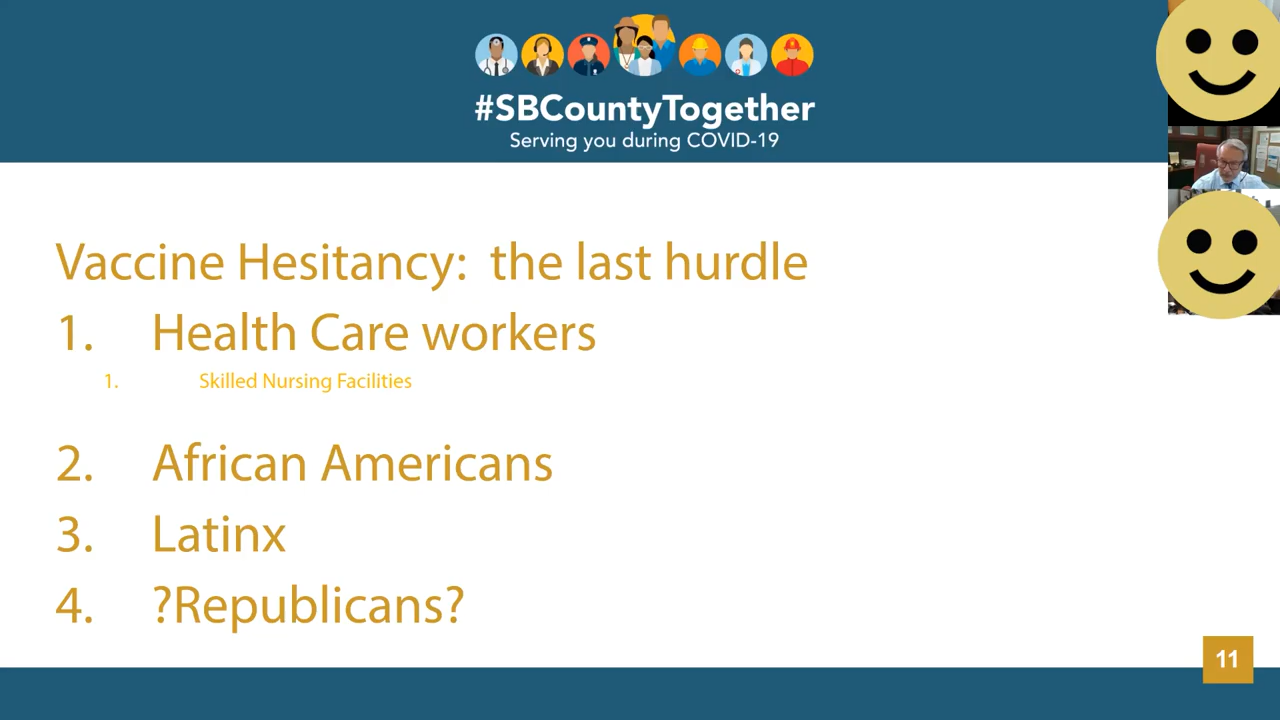 #SBCountyTogether
Serving you during COVID-19
Vaccine Hesitancy: the last hurdle
1. Health Care workers
1. Skilled Nursing Facilities
2. African Americans
3. Latinx
4. ?Republicans?
11